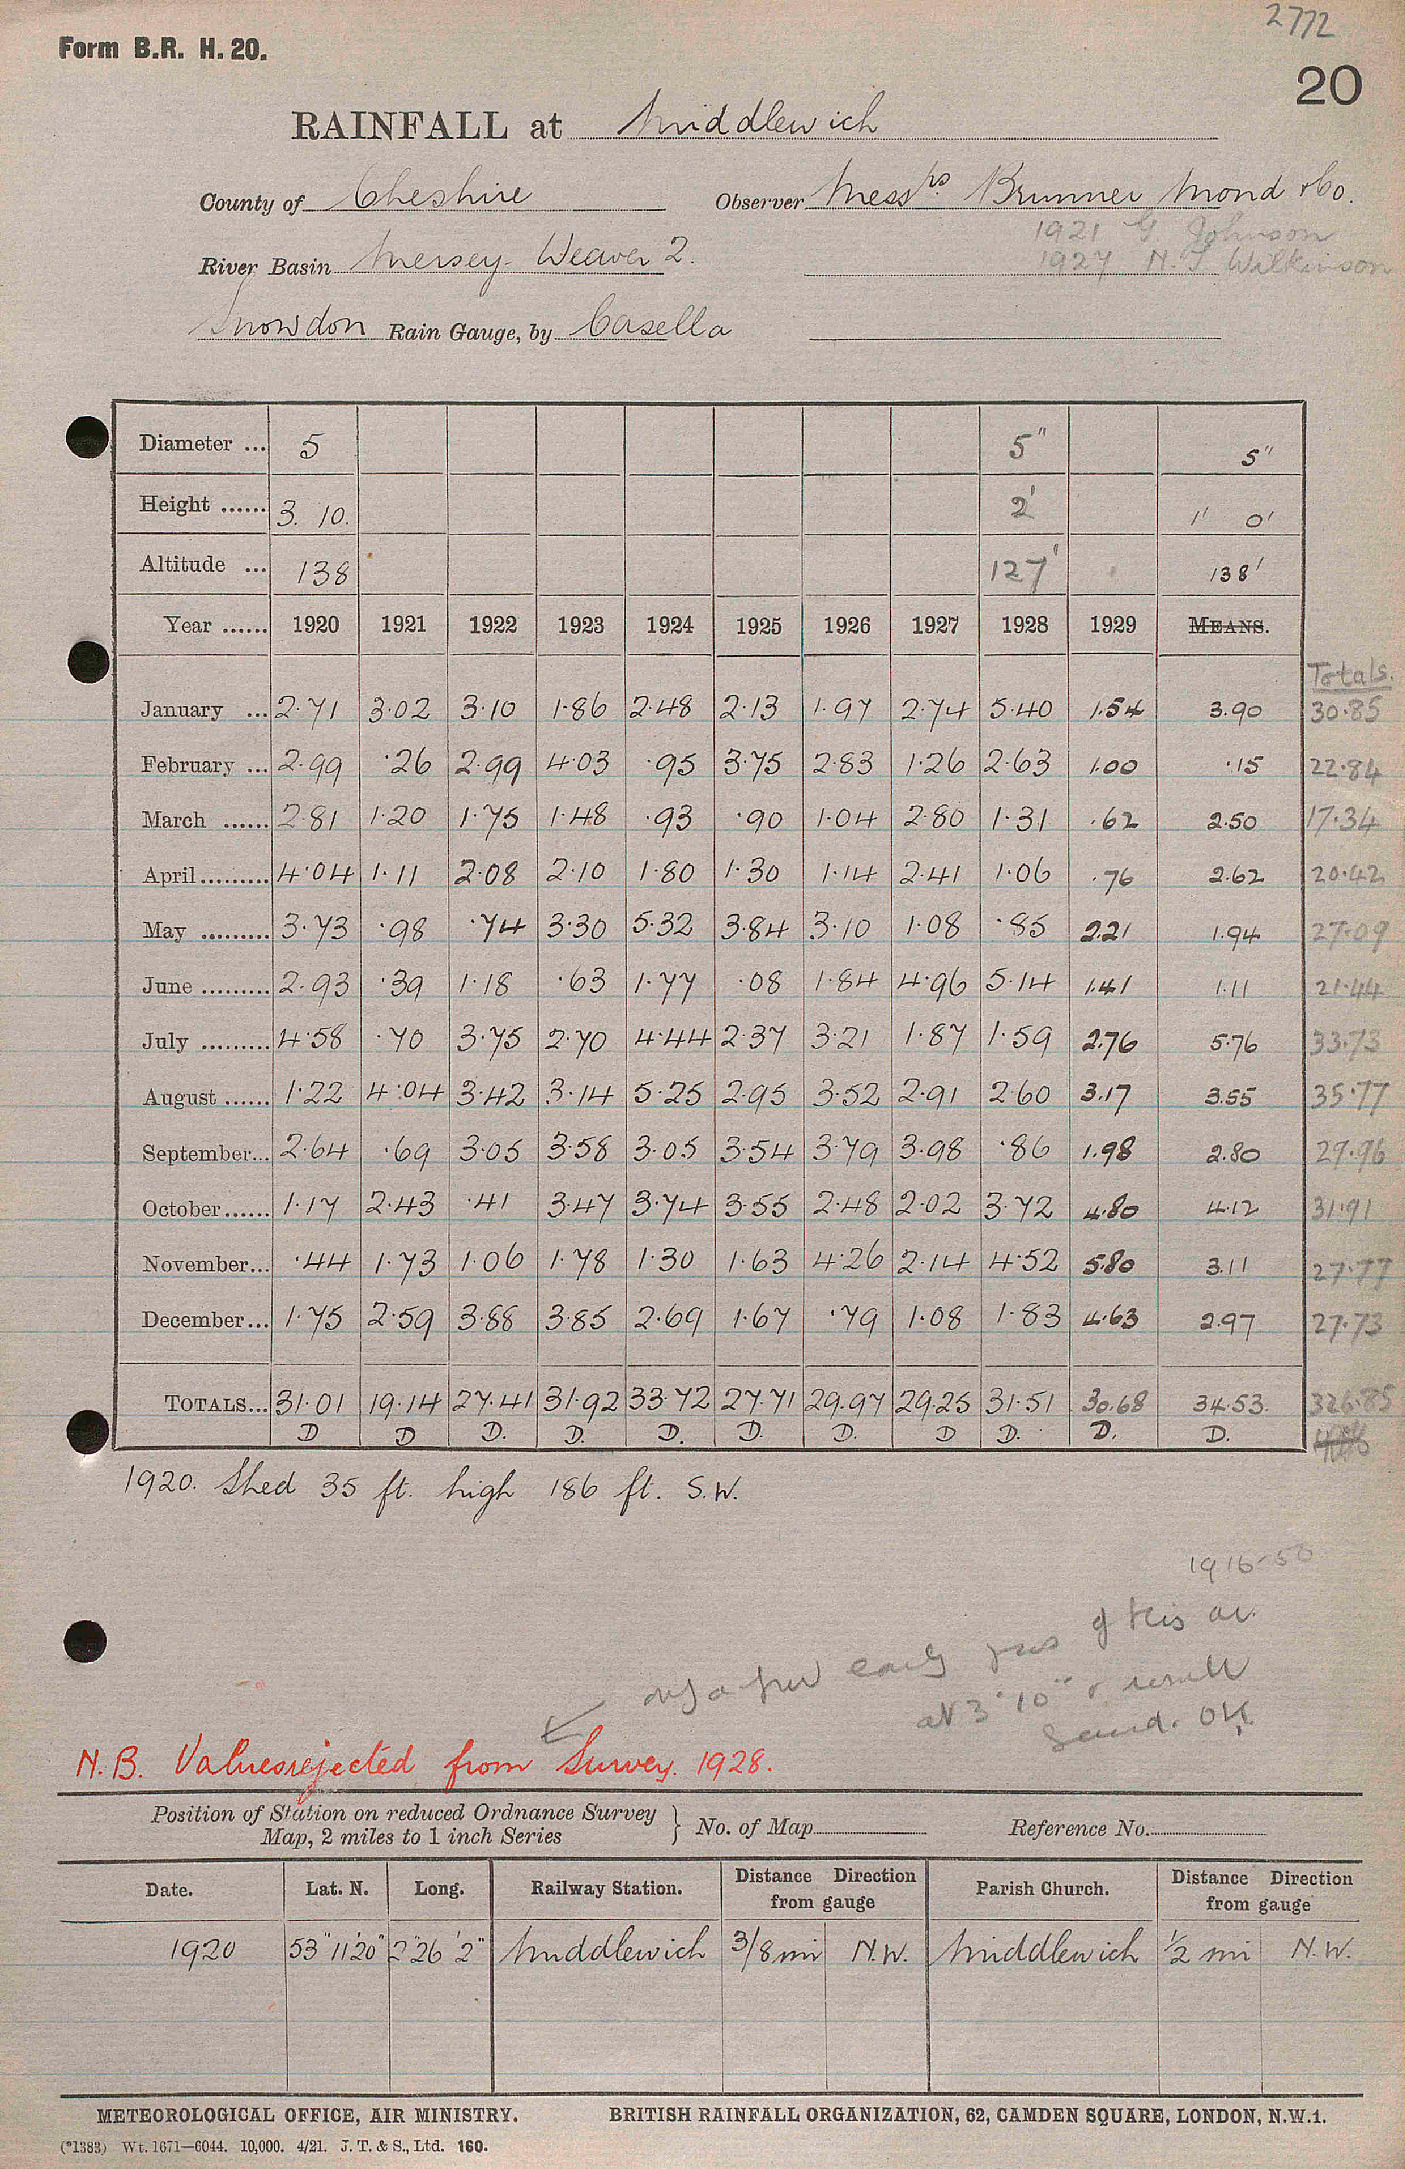 2772
Form B.R. H. 20.
20
RAINFALL at Middlewich
County of Cheshire Observer Messrs Brunner Mond & Co.
1921 G Johnson
River Basin Mersey - Weaver 2. 1927 N. J Wilkinson
Snowdon Rain Gauge, by Casella
Diameter ... 5 5" 5"
Height ...... 3. 10. 2' 1' 0'
Altitude ... 138 127' 138'
Year ...... 1920 1921 1922 1923 1924 1925 1926 1927 1928 1929 MEANS.
Totals.
January ... 2·71 3·02 3·10 1·86 2·48 2·13 1·97 2·74 5·40 1.54 3.90 30·85
February ... 2·99 ·26 2·99 4·03 ·95 3·75 2·83 1·26 2·63 1.00 ·15 22·84
March ...... 2·81 1·20 1·75 1·48 ·93 ·90 1·04 2·80 1·31 ·62 2.50 17·34
April......... 4·04 1·11 2·08 2·10 1·80 1·30 1·14 2·41 1·06 ·76 2.62 20·42
May ......... 3·73 ·98 ·74 3·30 5·32 3·84 3·10 1·08 ·85 2.21 1.94 27·09
June ......... 2·93 ·39 1·18 ·63 1·77 ·08 1·84 4·96 5·14 1.41 1.11 21·44
July ......... 4·58 ·70 3·75 2·70 4·44 2·37 3·21 1·87 1·59 2.76 5.76 33·73
August ...... 1·22 4·04 3·42 3·14 5·25 2·95 3·52 2·91 2·60 3.17 3.55 35·77
September... 2·64 ·69 3·05 3·58 3·05 3·54 3·79 3·98 ·86 1.98 2.80 29·96
October...... 1·17 2·43 ·41 3·47 3·74 3·55 2·48 2·02 3·72 4.80 4.12 31·91
November... ·44 1·73 1·06 1·78 1·30 1·63 4·26 2·14 4·52 5.80 3.11 27·77
December... 1·75 2·59 3·88 3·85 2·69 1·67 ·79 1·08 1·83 4.63 2.97 27·73
TOTALS... 31·01 19·14 27·41 31·92 33·72 27·71 29·97 29·25 31·51 30.68 34.53 326·85
D D D. D. D. D. D. D D. D. D.
1920. Shed 35 ft. high 186 ft. S.W.
1916-50
only a few early yrs of this av.
at 3' 10" & result
Sound. OK
N.B. Values rejected from Survey. 1928.
Position of Station on reduced Ordnance Survey
Map, 2 miles to 1 inch Series } No. of Map Reference No.
Date. Lat. N. Long. Railway Station. Distance Direction from gauge Parish Church. Distance Direction from gauge
1920 53° 11' 20" 2° 26' 2" Middlewich 3/8 mi N.W. Middlewich 1/2 mi N.W.
METEOROLOGICAL OFFICE, AIR MINISTRY. BRITISH RAINFALL ORGANIZATION, 62, CAMDEN SQUARE, LONDON, N.W.1.
(*1383) Wt. 1671—6044. 10,000. 4/21. J. T. & S., Ltd. 160.